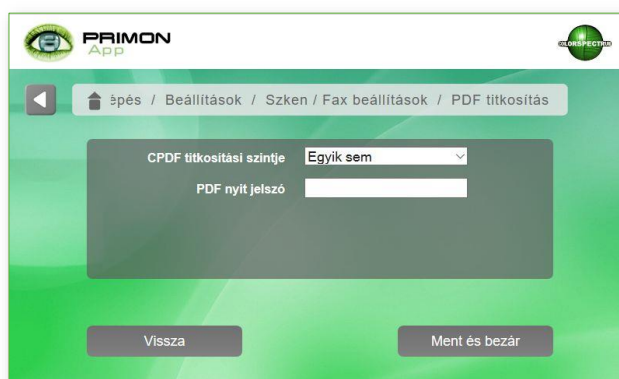 PRIMON
App
COLORSPECTRUM
épés / Beállítások / Szken / Fax beállítások / PDF titkosítás
CPDF titkosítási szintje Egyik sem
PDF nyit jelszó
Vissza Ment és bezár